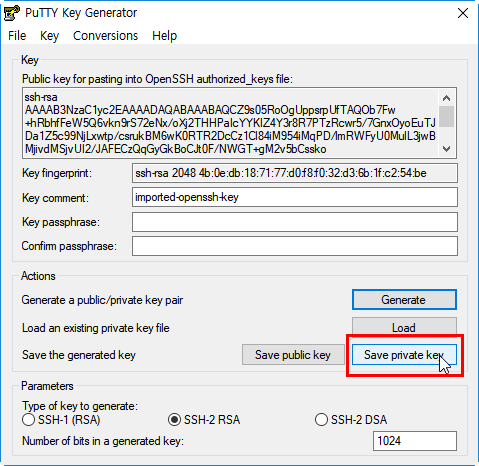 PuTTY Key Generator
File Key Conversions Help
Key
Public key for pasting into OpenSSH authorized_keys file:
ssh-rsa
AAAAB3NzaC1yc2EAAAADAQABAAABAQCZ9s05RoOgUppsrpUfTAQOb7Fw
+hRbhfFeW5Q6vkn9rS72eNx/oXj2THHPalcYYKlZ4Y3r8R7PTzRcwr5/7GnxOyoEuTJ
Da1Z5c99NjLxwtp/csrukBM6wK0RTR2DcCz1Cl84iM954iMqPD/lmRWFyU0MulL3jwB
MjivdMSjvUI2/JAFECzQqGyGkBoCJt0F/NWGT+gM2v5bCssko
Key fingerprint: ssh-rsa 2048 4b:0e:db:18:71:77:d0:f8:f0:32:d3:6b:1f:c2:54:be
Key comment: imported-openssh-key
Key passphrase:
Confirm passphrase:
Actions
Generate a public/private key pair Generate
Load an existing private key file Load
Save the generated key Save public key Save private key
Parameters
Type of key to generate:
SSH-1 (RSA) SSH-2 RSA SSH-2 DSA
Number of bits in a generated key: 1024